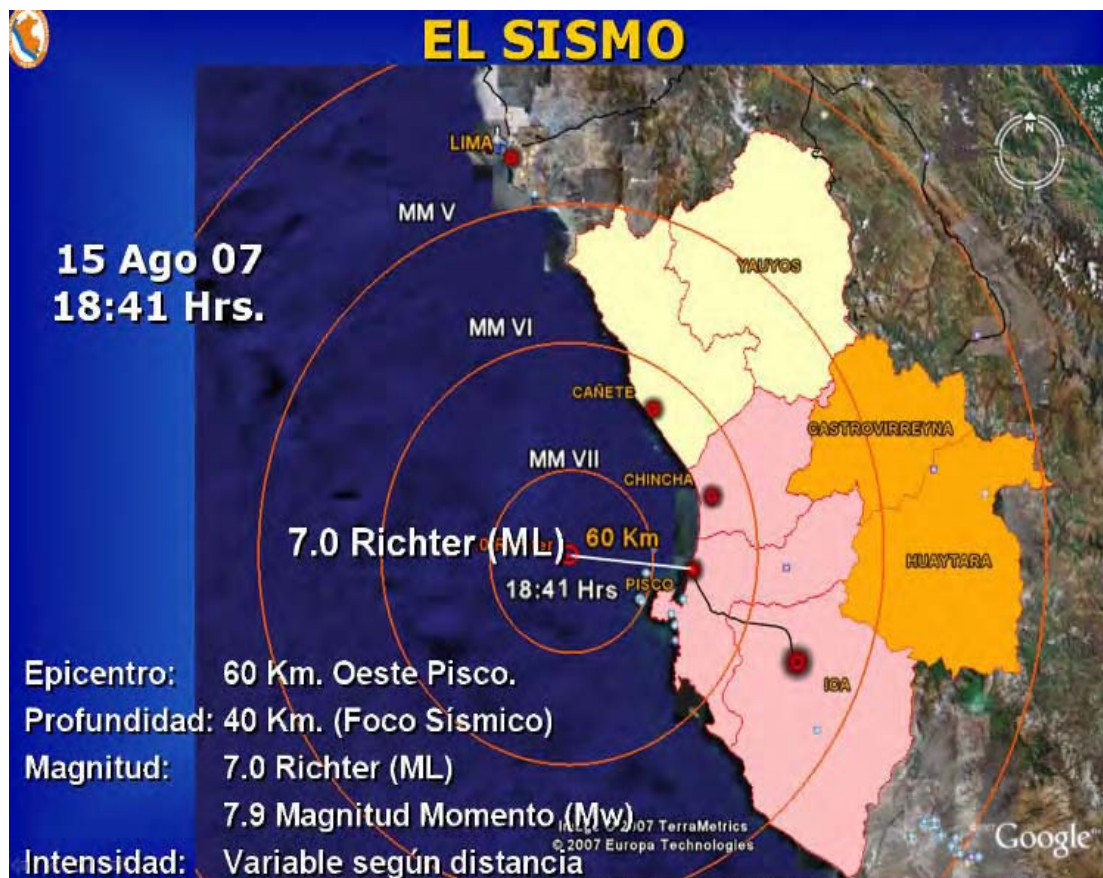 EL SISMO
LIMA
N
MM V
15 Ago 07
18:41 Hrs.
YAUYOS
MM VI
CAÑETE
CASTROVIRREYNA
MM VII
CHINCHA
7.0 Richter (ML)
60 Km
HUAYTARA
18:41 Hrs
PISCO
ICA
Epicentro: 60 Km. Oeste Pisco.
Profundidad: 40 Km. (Foco Sísmico)
Magnitud: 7.0 Richter (ML)
7.9 Magnitud Momento (Mw)
© 2007 TerraMetrics
© 2007 Europa Technologies
Google
Intensidad: Variable según distancia